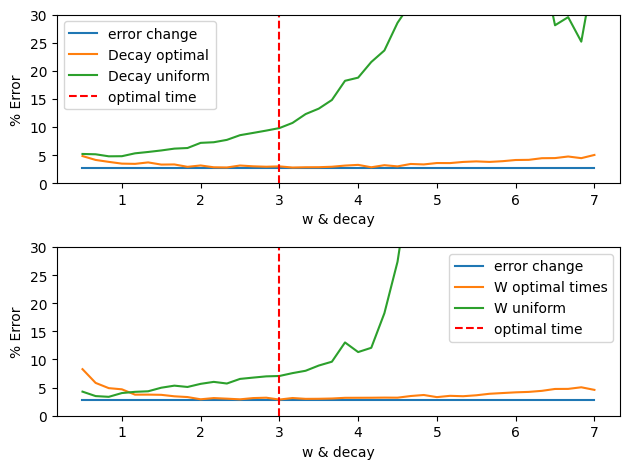 30
25
20
15
10
5
0
% Error
error change
Decay optimal
Decay uniform
optimal time
1 2 3 4 5 6 7
w & decay
30
25
20
15
10
5
0
% Error
error change
W optimal times
W uniform
optimal time
1 2 3 4 5 6 7
w & decay